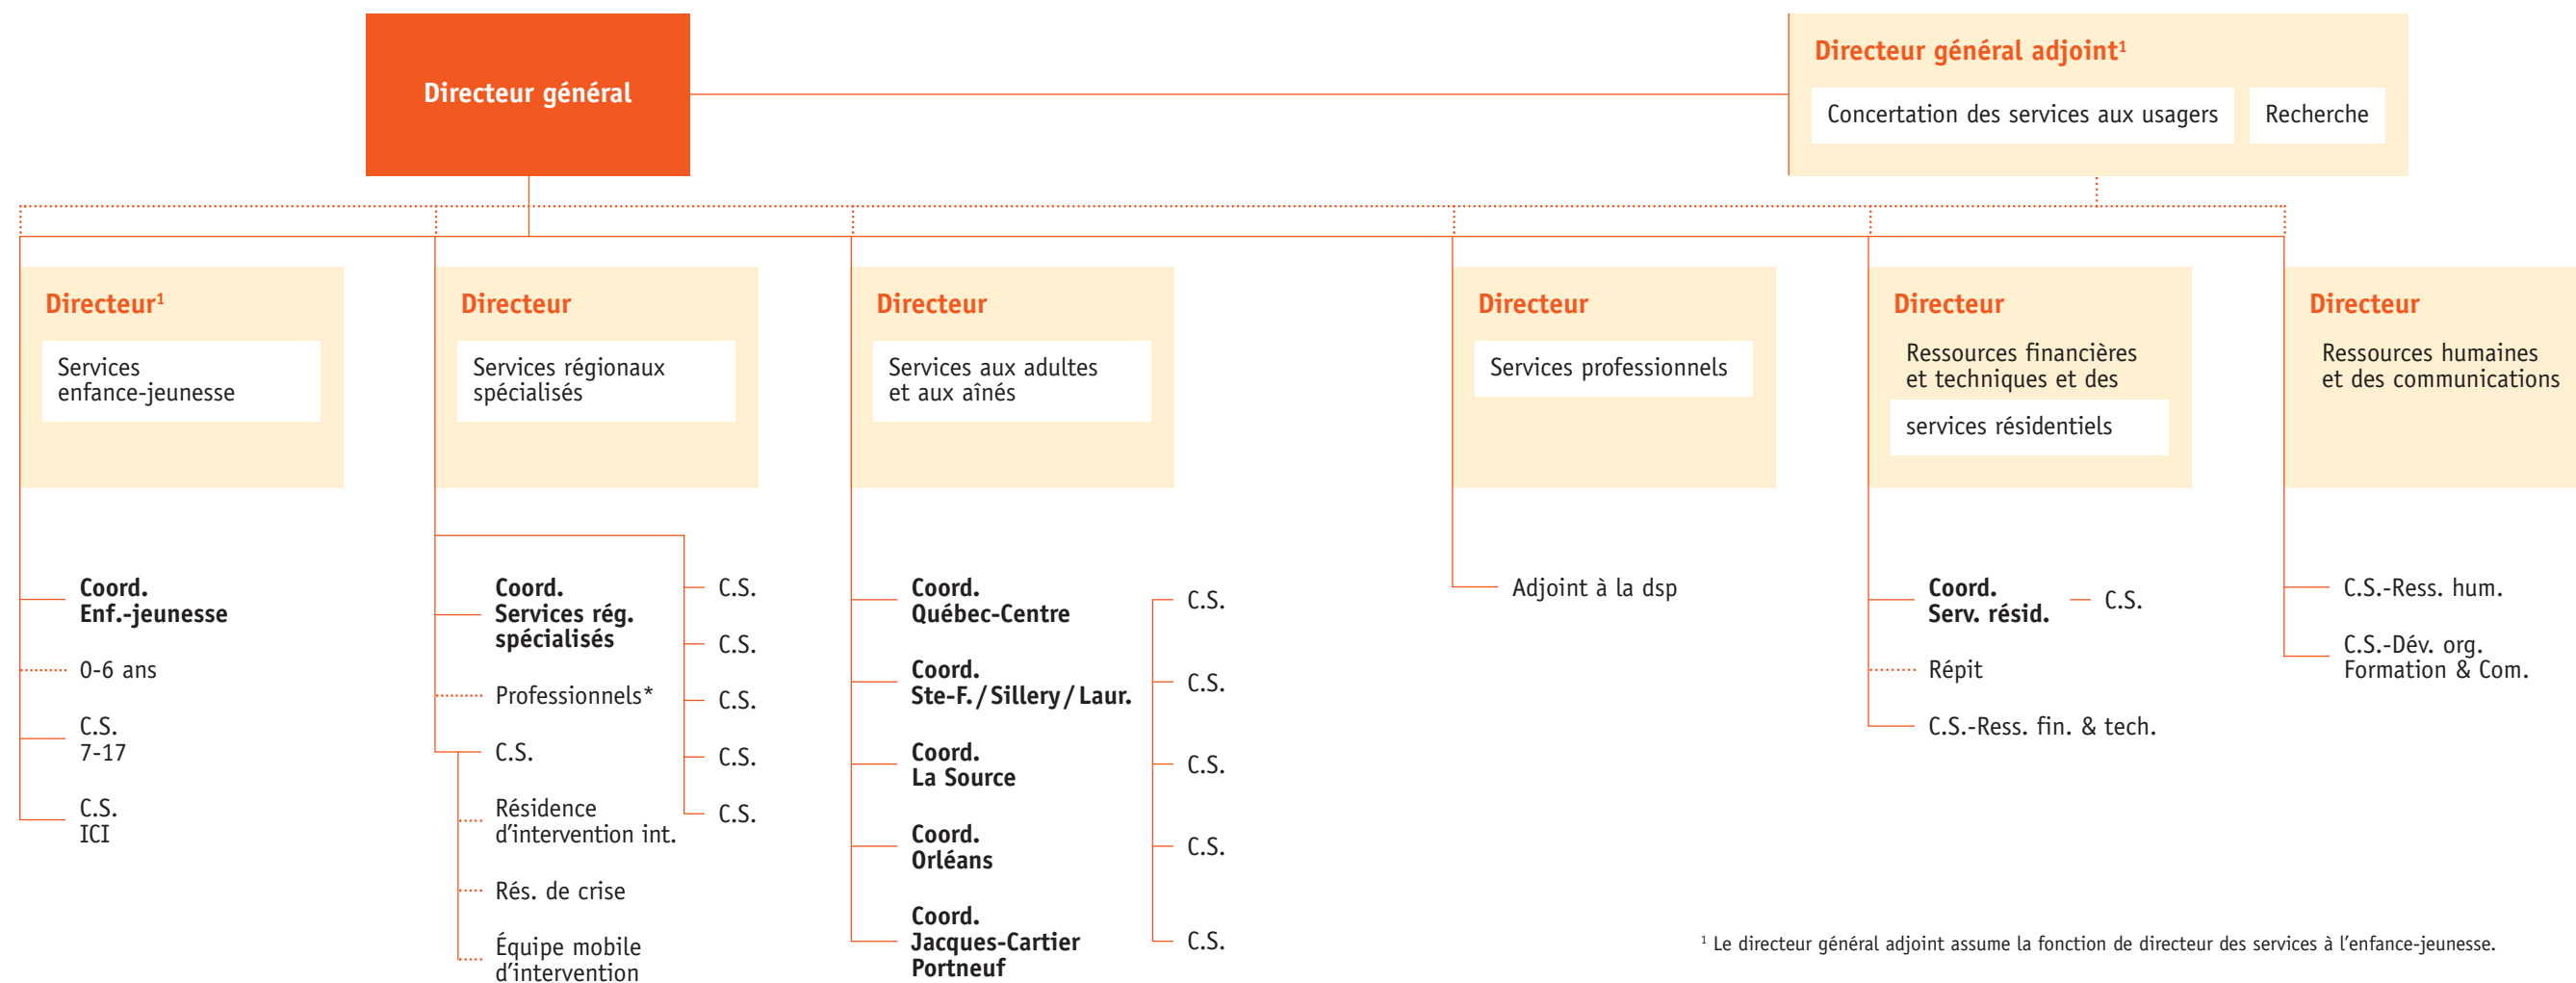 Directeur général
Directeur général adjoint¹
Concertation des services aux usagers
Recherche
Directeur¹
Services
enfance-jeunesse
Coord.
Enf.-jeunesse
0-6 ans
C.S.
7-17
C.S.
ICI
Directeur
Services régionaux
spécialisés
Coord.
Services rég.
spécialisés
Professionnels*
C.S.
Résidence
d’intervention int.
Rés. de crise
Équipe mobile
d’intervention
C.S.
C.S.
C.S.
C.S.
C.S.
Directeur
Services aux adultes
et aux aînés
Coord.
Québec-Centre
Coord.
Ste-F. / Sillery / Laur.
Coord.
La Source
Coord.
Orléans
Coord.
Jacques-Cartier
Portneuf
C.S.
C.S.
C.S.
C.S.
C.S.
Directeur
Services professionnels
Adjoint à la dsp
Directeur
Ressources financières
et techniques et des
services résidentiels
Coord.
Serv. résid.
C.S.
Répit
C.S.-Ress. fin. & tech.
Directeur
Ressources humaines
et des communications
C.S.-Ress. hum.
C.S.-Dév. org.
Formation & Com.
¹ Le directeur général adjoint assume la fonction de directeur des services à l’enfance-jeunesse.